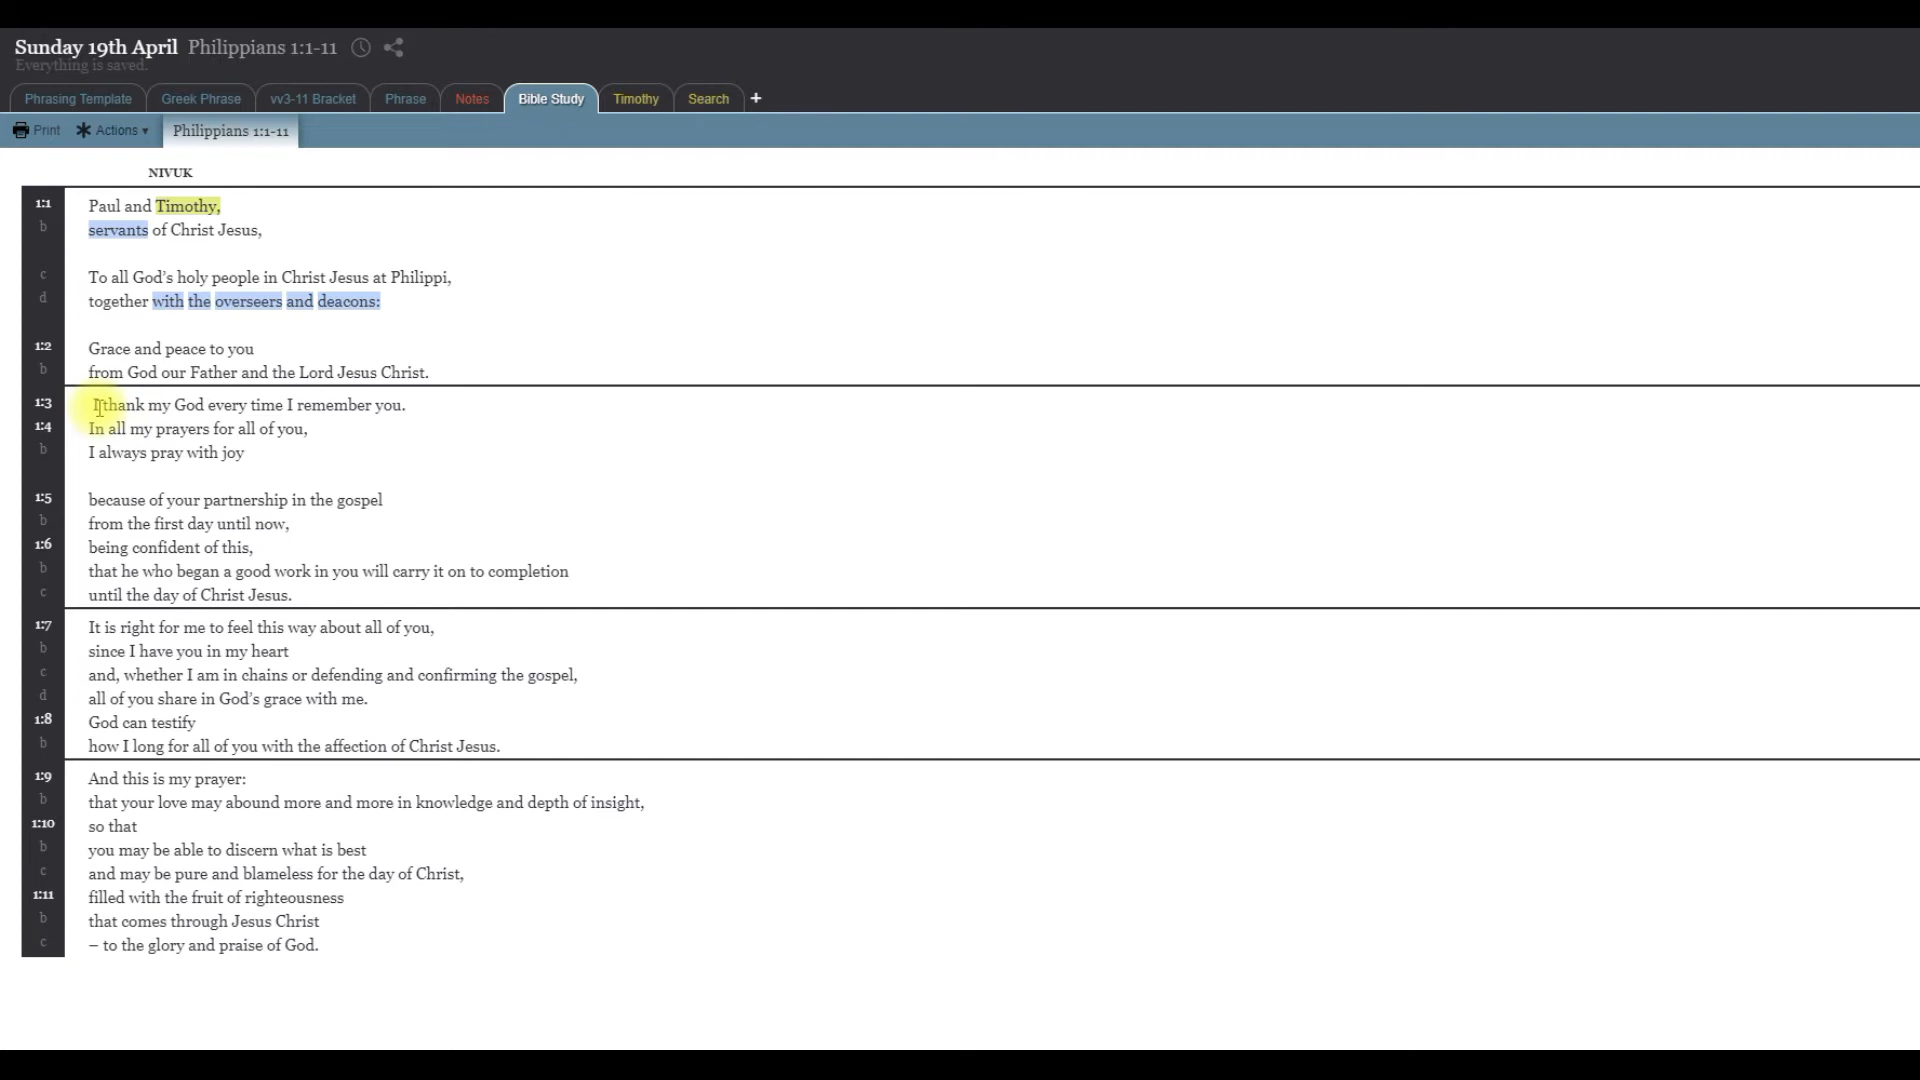 Sunday 19th April Philippians 1:1-11
Everything is saved.
Phrasing Template Greek Phrase vv3-11 Bracket Phrase Notes Bible Study Timothy Search +
Print Actions ▾ Philippians 1:1-11
NIVUK
1:1 Paul and Timothy,
b servants of Christ Jesus,
c To all God’s holy people in Christ Jesus at Philippi,
d together with the overseers and deacons:
1:2 Grace and peace to you
b from God our Father and the Lord Jesus Christ.
1:3 I thank my God every time I remember you.
1:4 In all my prayers for all of you,
b I always pray with joy
1:5 because of your partnership in the gospel
b from the first day until now,
1:6 being confident of this,
b that he who began a good work in you will carry it on to completion
c until the day of Christ Jesus.
1:7 It is right for me to feel this way about all of you,
b since I have you in my heart
c and, whether I am in chains or defending and confirming the gospel,
d all of you share in God’s grace with me.
1:8 God can testify
b how I long for all of you with the affection of Christ Jesus.
1:9 And this is my prayer:
b that your love may abound more and more in knowledge and depth of insight,
1:10 so that
b you may be able to discern what is best
c and may be pure and blameless for the day of Christ,
1:11 filled with the fruit of righteousness
b that comes through Jesus Christ
c – to the glory and praise of God.